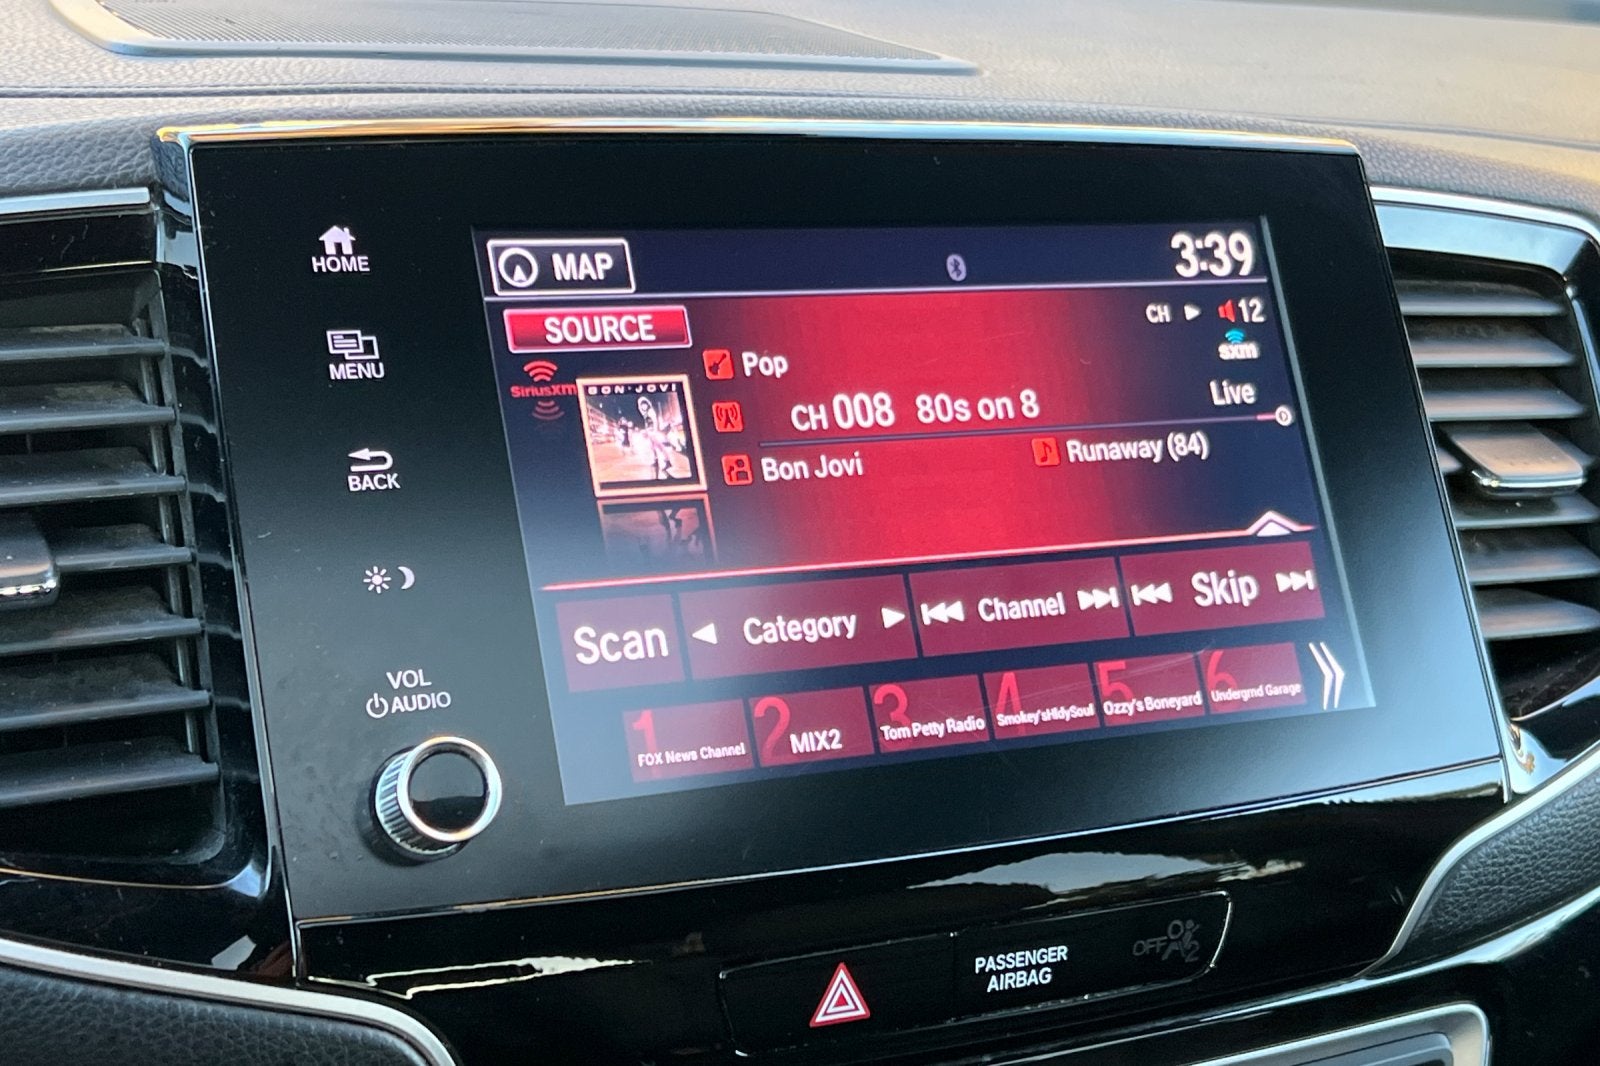 HOME
MENU
BACK
VOL
AUDIO
MAP
3:39
SOURCE
CH
12
SiriusXM
BON JOVI
Pop
sxm
CH 008 80s on 8
Live
Bon Jovi
Runaway (84)
Scan
Category
Channel
Skip
1 FOX News Channel
2 MIX2
3 Tom Petty Radio
4 Smokey'sHldySoul
5 Ozzy's Boneyard
6 Undergrnd Garage
PASSENGER
AIRBAG
OFF
2